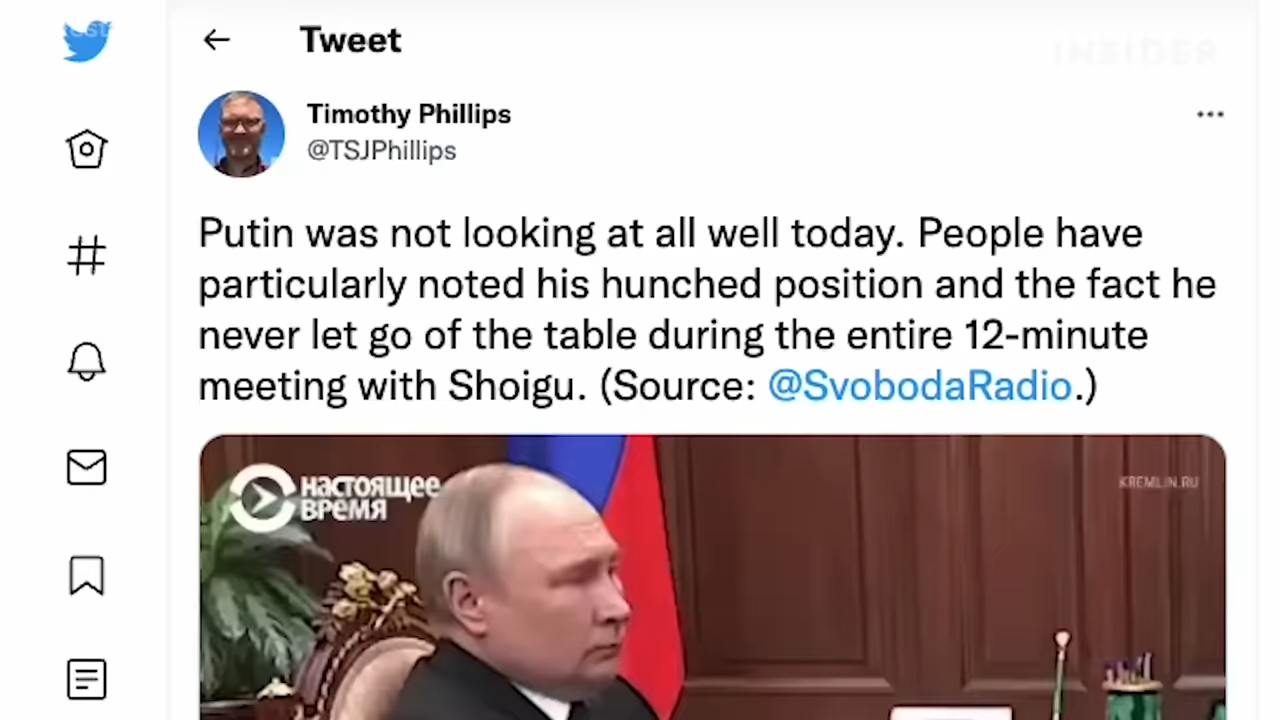 Tweet
INSIDER
Timothy Phillips
@TSJPhillips
Putin was not looking at all well today. People have
particularly noted his hunched position and the fact he
never let go of the table during the entire 12-minute
meeting with Shoigu. (Source: @SvobodaRadio.)
НАСТОЯЩЕЕ
ВРЕМЯ
KREMLIN.RU